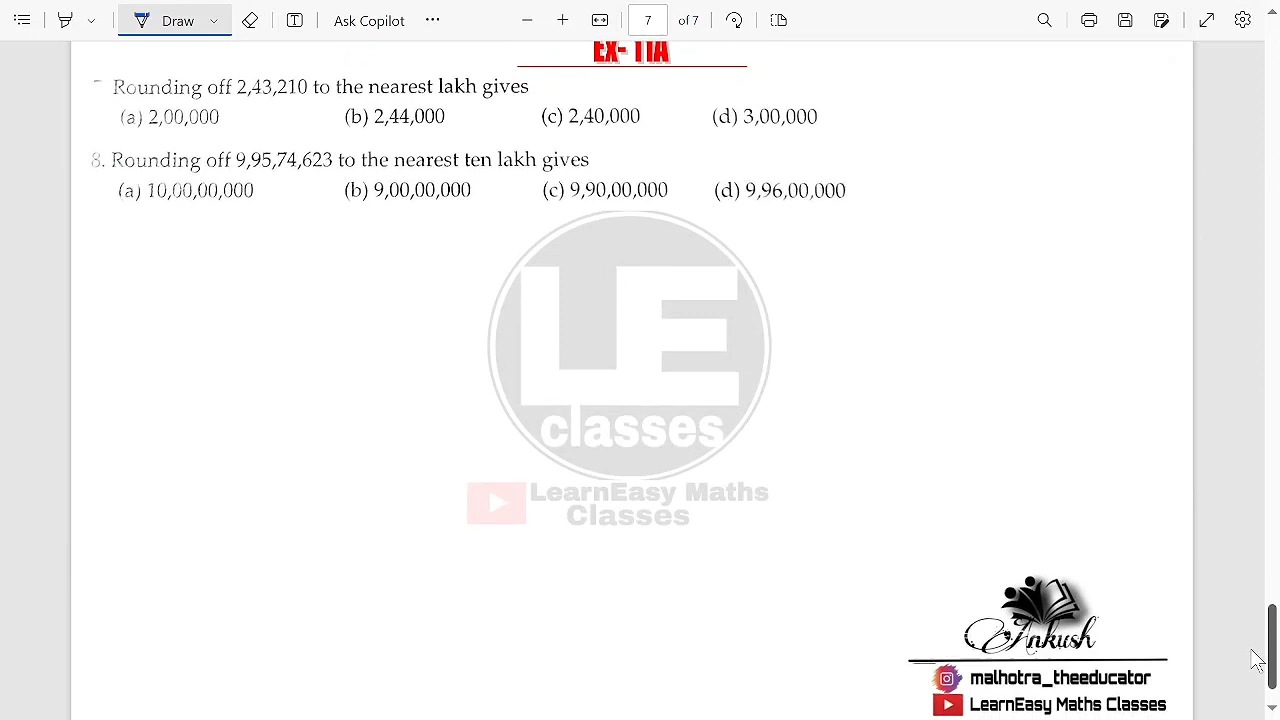 Draw
Ask Copilot
7 of 7
EX- 11A
Rounding off 2,43,210 to the nearest lakh gives
(a) 2,00,000 (b) 2,44,000 (c) 2,40,000 (d) 3,00,000
8. Rounding off 9,95,74,623 to the nearest ten lakh gives
(a) 10,00,00,000 (b) 9,00,00,000 (c) 9,90,00,000 (d) 9,96,00,000
LE
classes
LearnEasy Maths
Classes
Ankush
malhotra_theeducator
LearnEasy Maths Classes